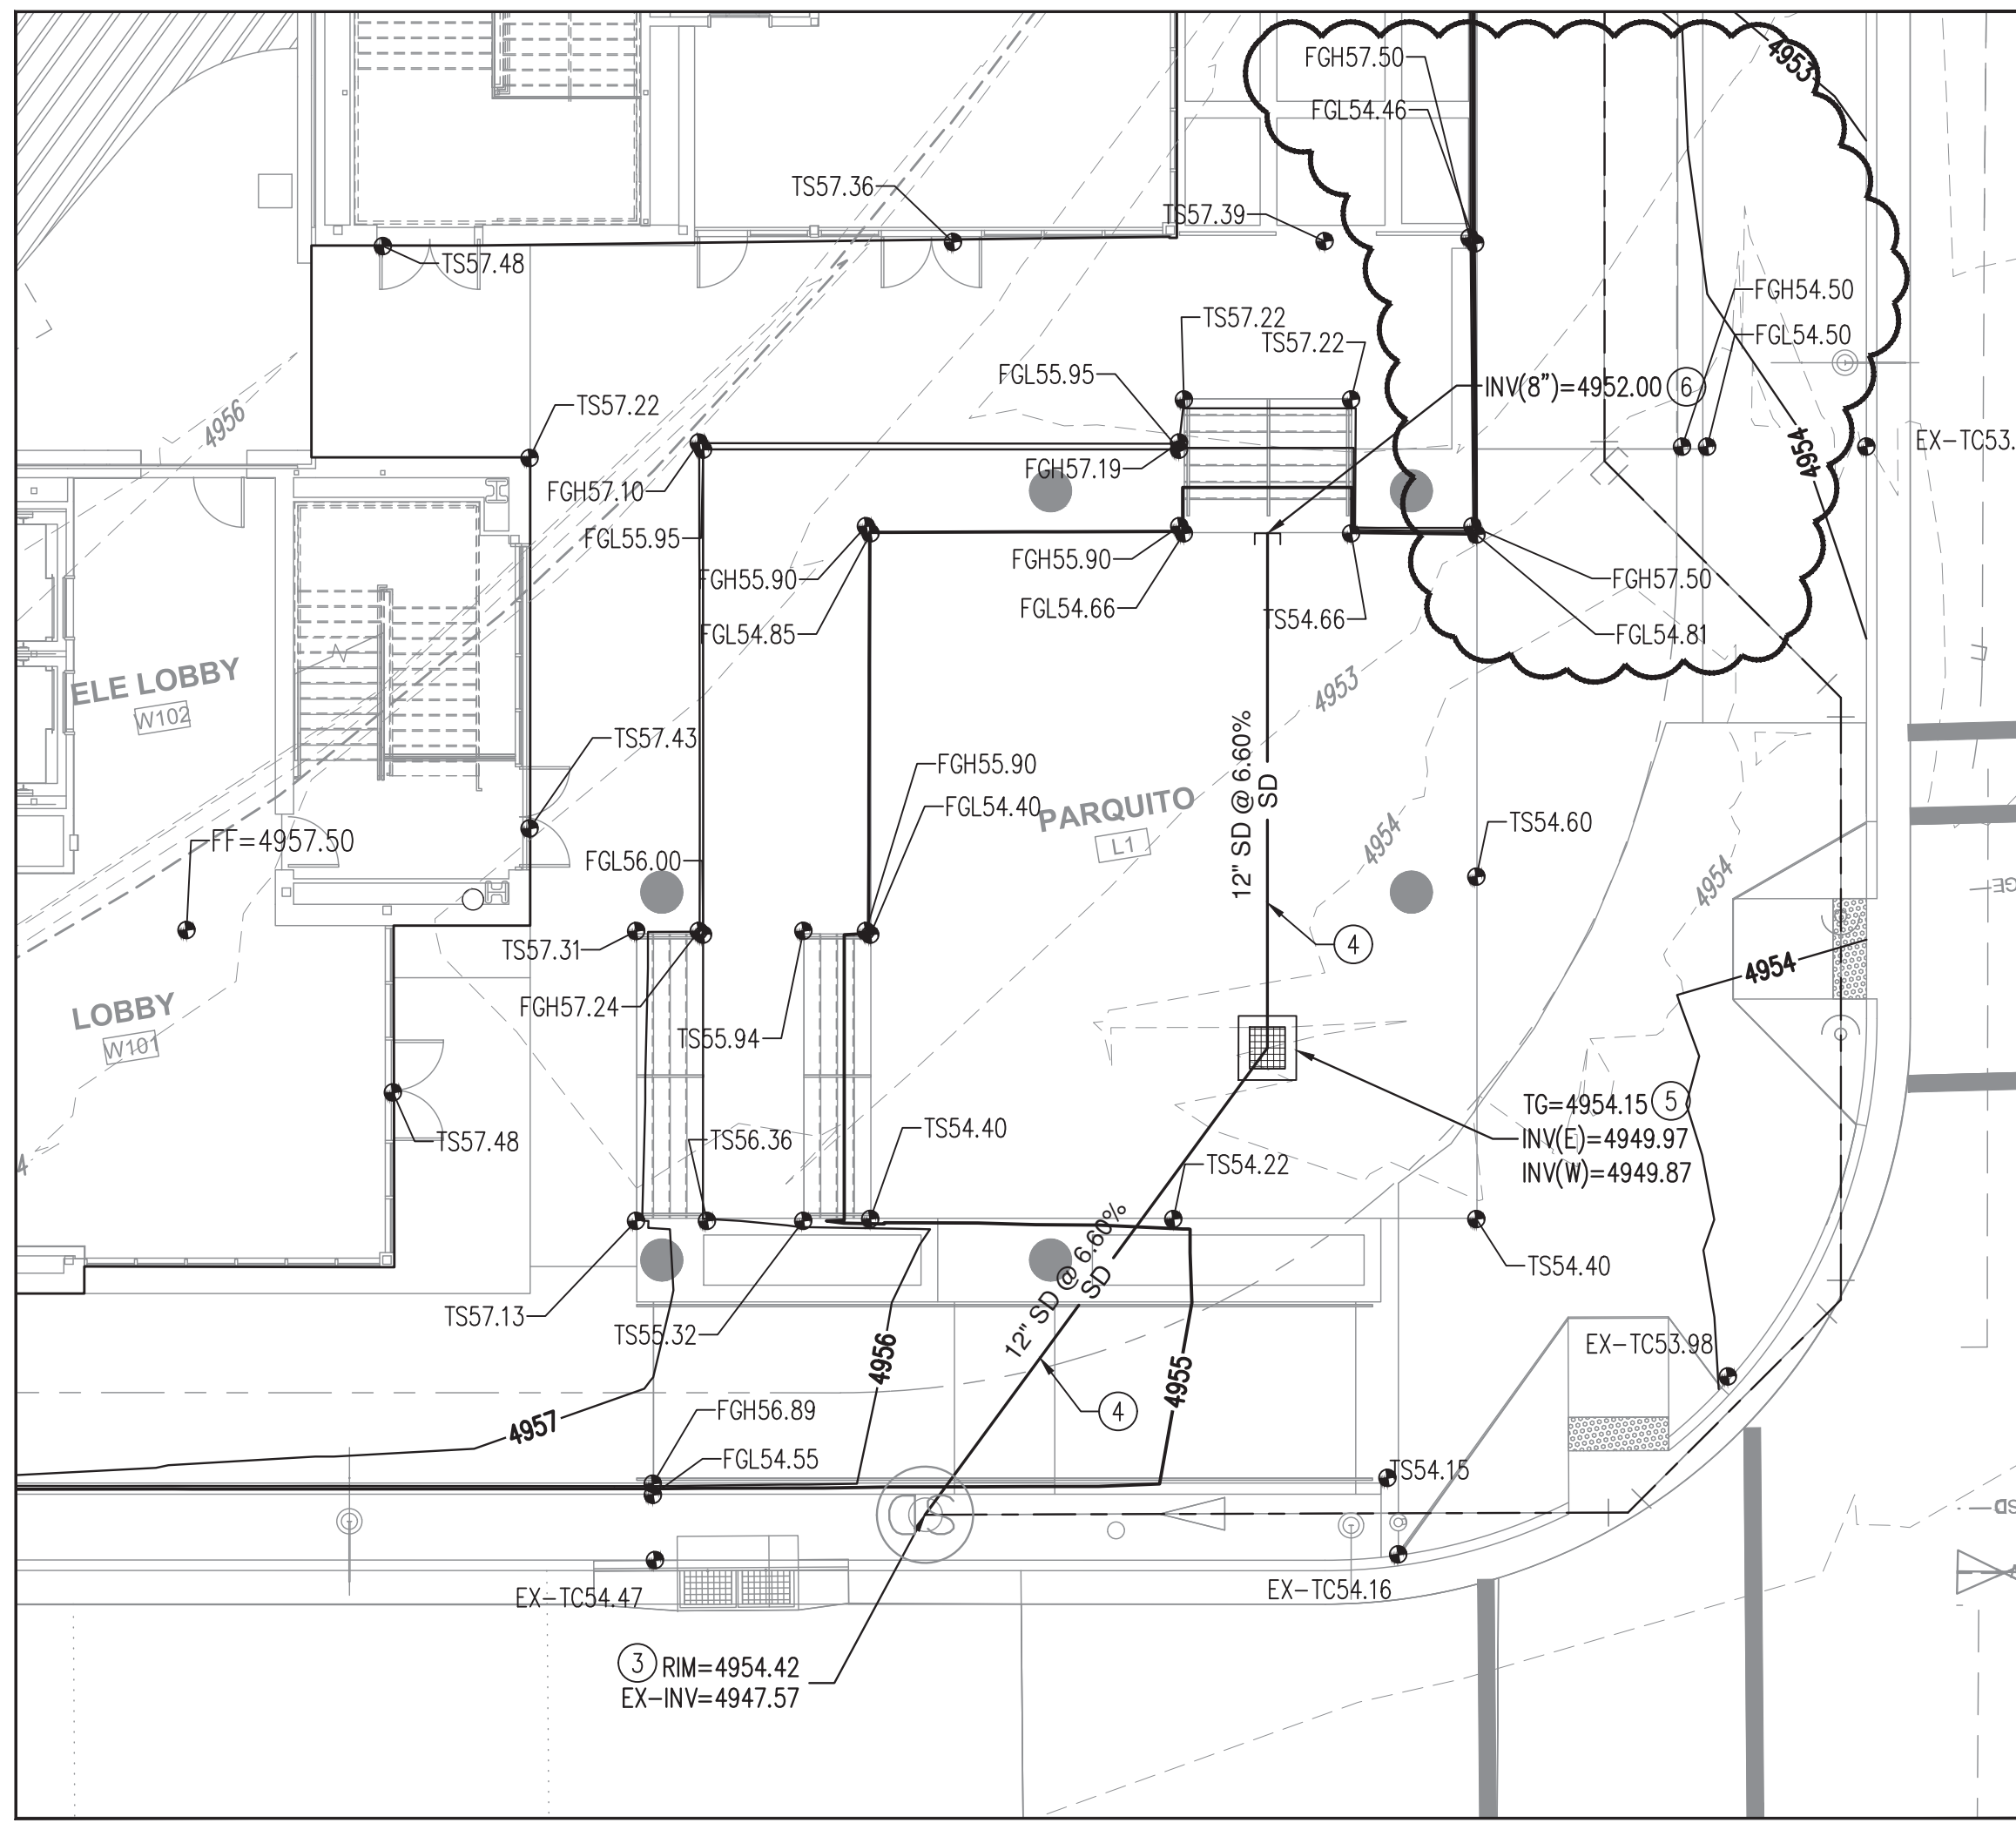 4953
FGH57.50
FGL54.46
TS57.36
TS57.39
TS57.48
FGH54.50
TS57.22
FGL54.50
TS57.22
FGL55.95
INV(8")=4952.00 6
TS57.22
4956
4954
EX-TC53.
FGH57.19
FGH57.10
FGL55.95
FGH55.90
FGH55.90
FGH57.50
FGL54.66
TS54.66
FGL54.85
FGL54.81
ELE LOBBY
W102
4953
TS57.43
FGH55.90
12" SD @ 6.60%
SD
FGL54.40
PARQUITO
L1
TS54.60
FF=4957.50
4954
FGL56.00
4954
TS57.31
4
4954
LOBBY
W101
FGH57.24
TS55.94
TG=4954.15 5
INV(E)=4949.97
INV(W)=4949.87
TS57.48
TS56.36
TS54.40
TS54.22
12" SD @ 6.60%
SD
TS54.40
TS57.13
TS55.32
EX-TC53.98
4956
4955
4
FGH56.89
4957
FGL54.55
TS54.15
SD
EX-TC54.47
EX-TC54.16
3 RIM=4954.42
EX-INV=4947.57